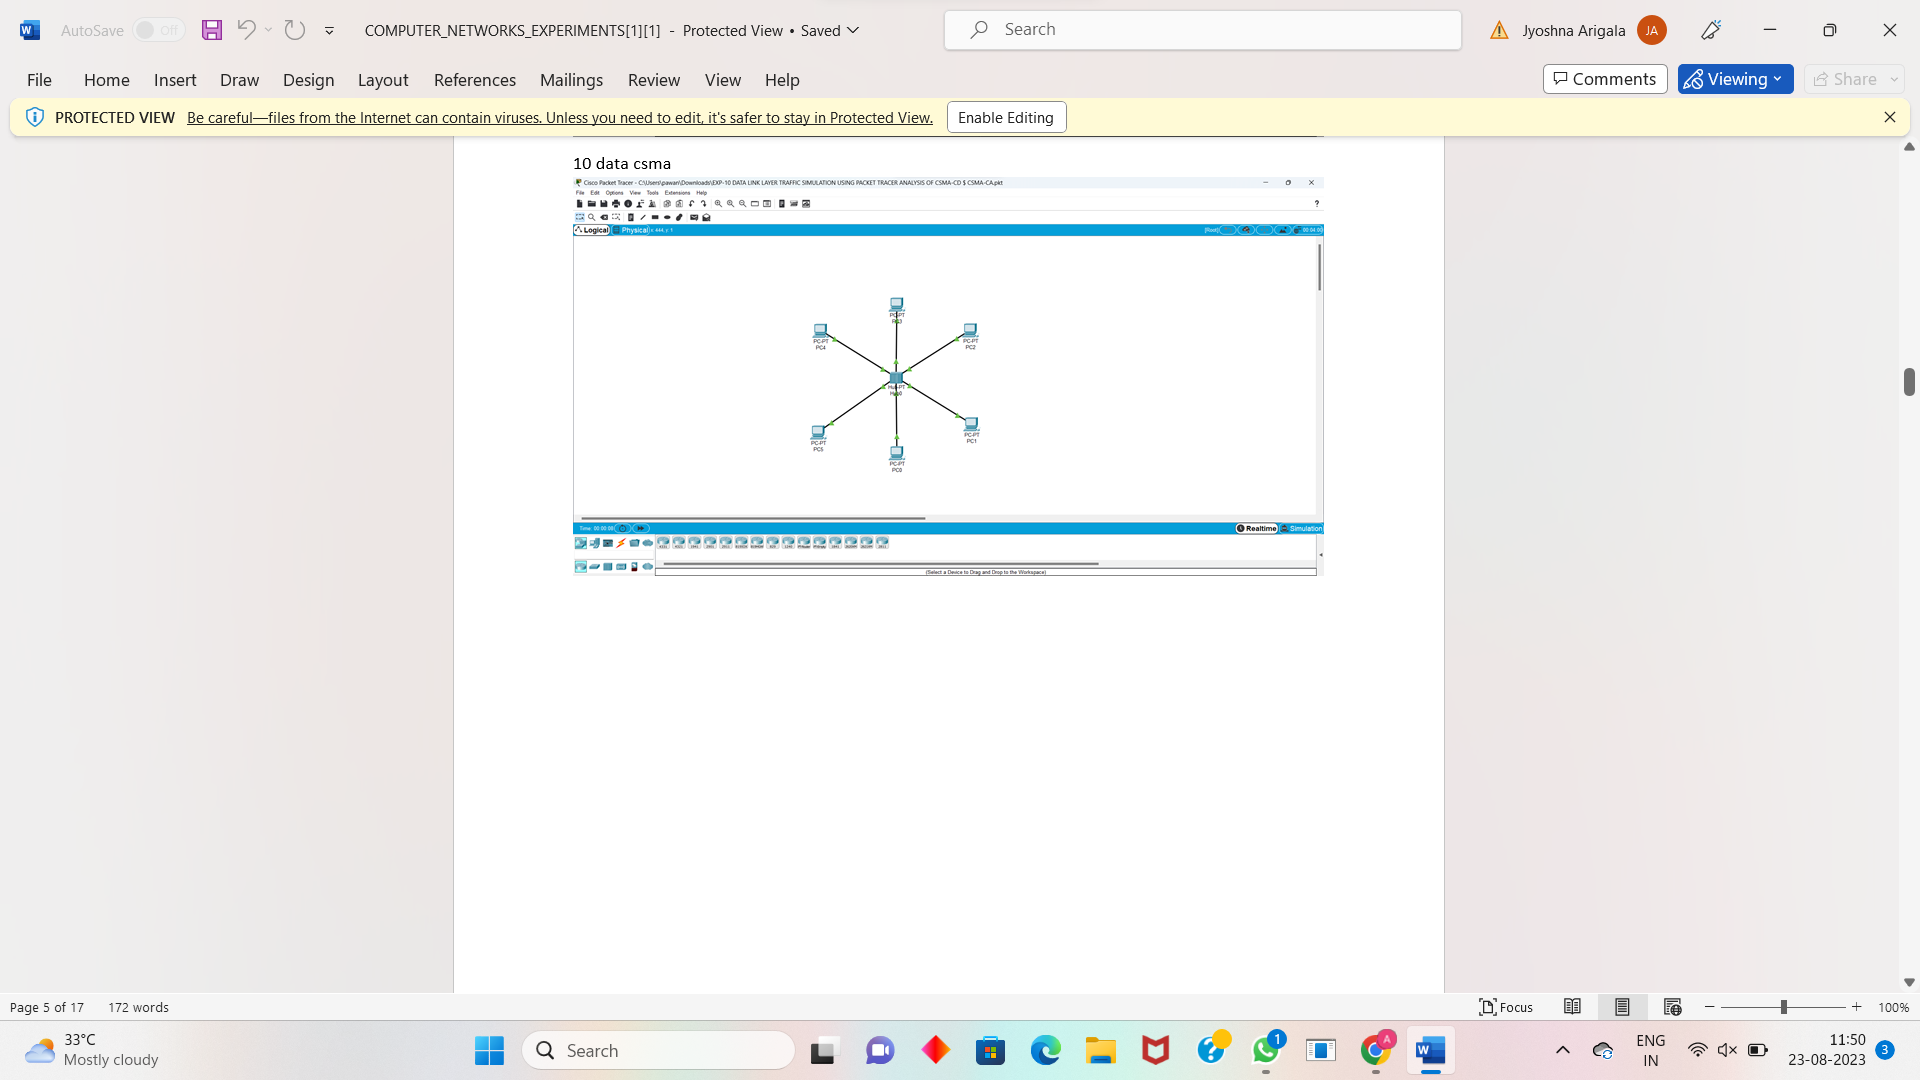 AutoSave Off COMPUTER_NETWORKS_EXPERIMENTS[1][1] - Protected View • Saved Search Jyoshna Arigala JA
File Home Insert Draw Design Layout References Mailings Review View Help Comments Viewing Share
PROTECTED VIEW Be careful—files from the Internet can contain viruses. Unless you need to edit, it's safer to stay in Protected View. Enable Editing
10 data csma
Cisco Packet Tracer - C:\Users\pawan\Downloads\EXP-10 DATA LINK LAYER TRAFFIC SIMULATION USING PACKET TRACER ANALYSIS OF CSMA-CD $ CSMA-CA.pkt
File Edit Options View Tools Extensions Help
?
Logical Physical x: 444, y: 1 [Root]
PC-PT
PC3
PC-PT
PC4
PC-PT
PC2
Hub-PT
Hub0
PC-PT
PC1
PC-PT
PC5
PC-PT
PC0
Realtime Simulation
(Select a Device to Drag and Drop to the Workspace)
Page 5 of 17 172 words Focus 100%
33°C
Mostly cloudy
Search
A
1
ENG
IN
11:50
23-08-2023
3